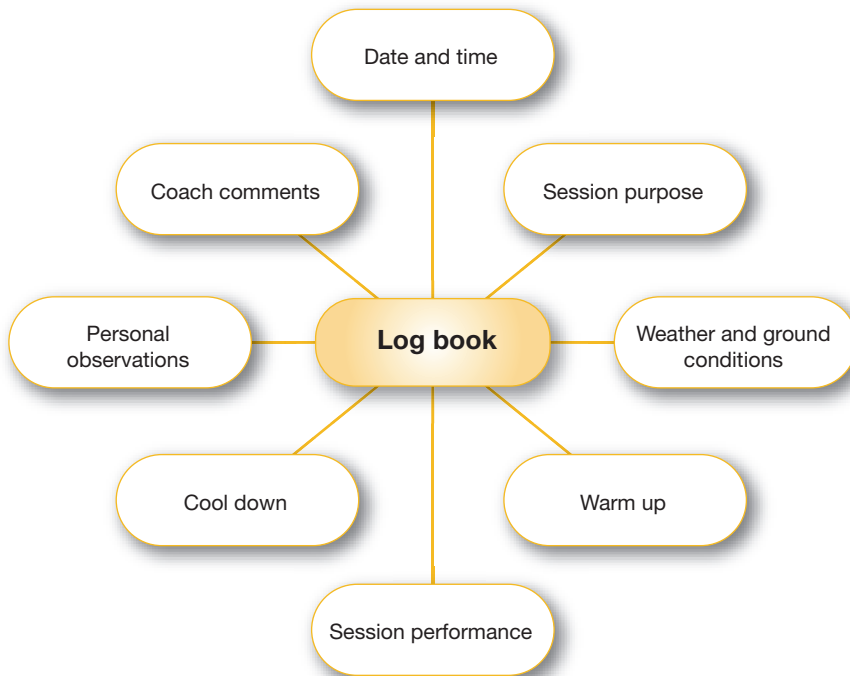 Date and time
Coach comments
Session purpose
Personal
observations
Log book
Weather and ground
conditions
Cool down
Warm up
Session performance